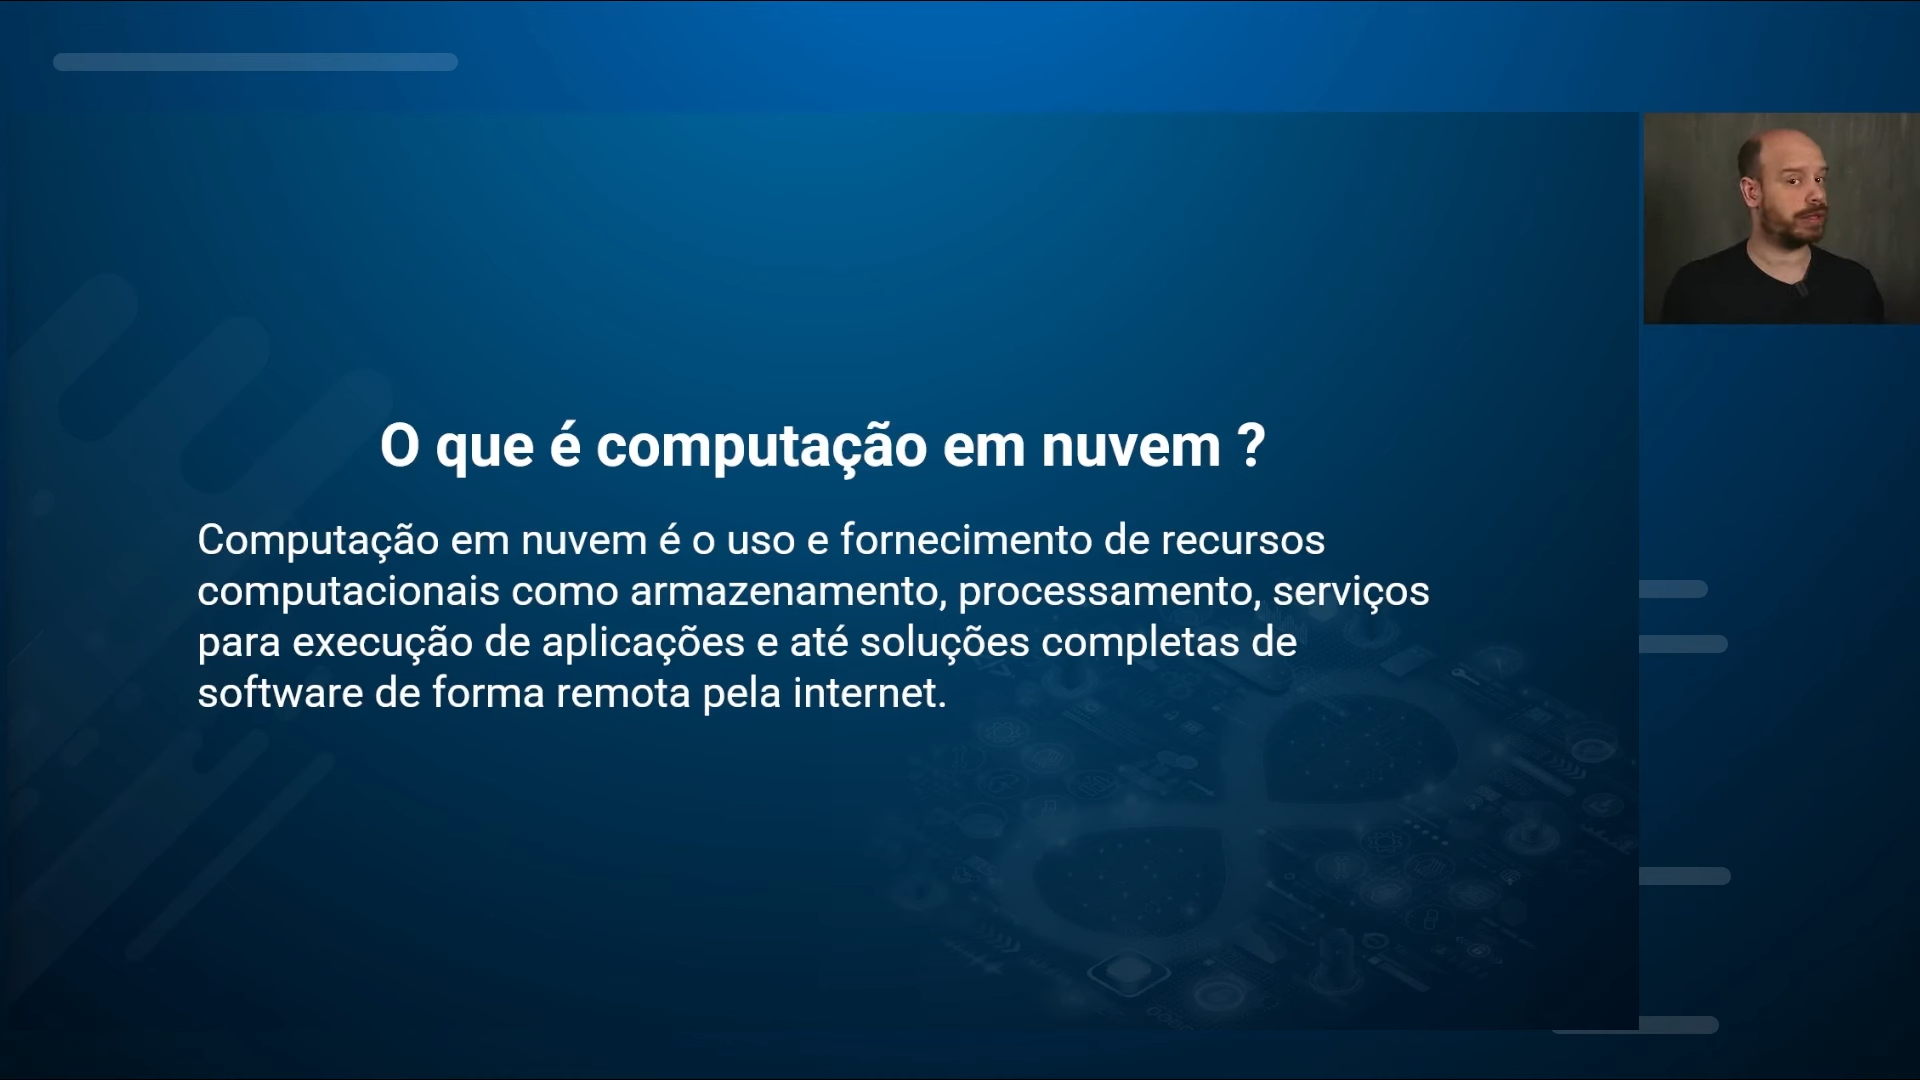 O que é computação em nuvem ?
Computação em nuvem é o uso e fornecimento de recursos
computacionais como armazenamento, processamento, serviços
para execução de aplicações e até soluções completas de
software de forma remota pela internet.